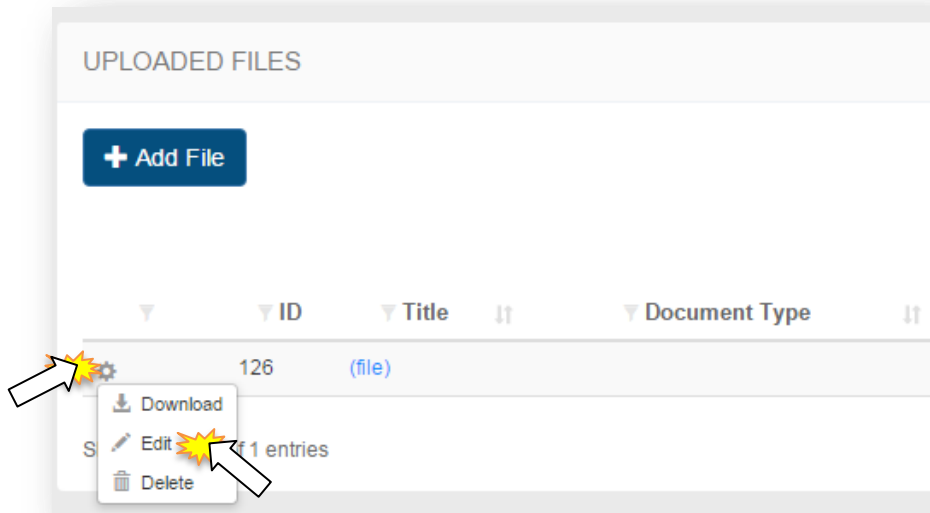 UPLOADED FILES
Add File
ID Title Document Type
126 (file)
Download
Edit
Delete
S f 1 entries